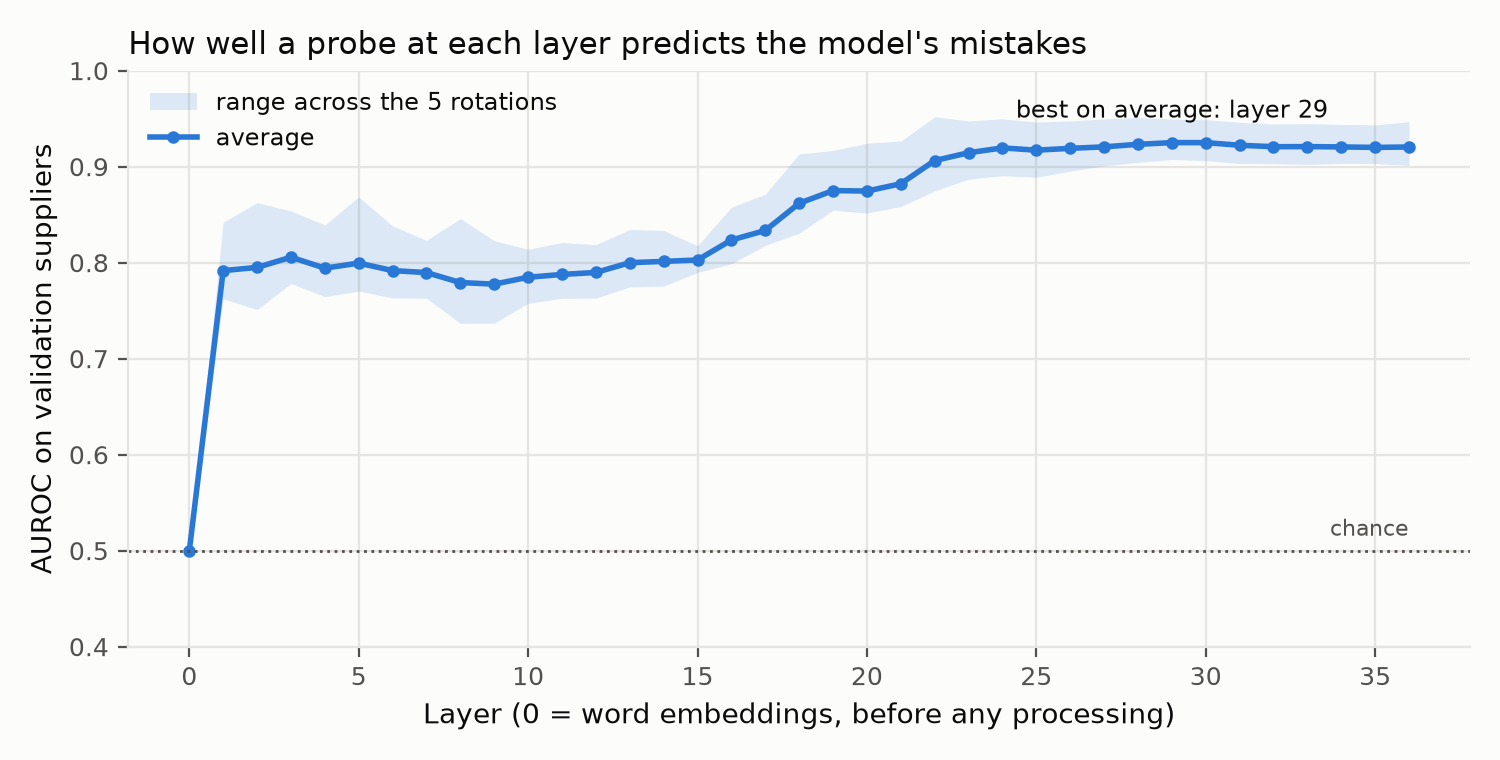 How well a probe at each layer predicts the model's mistakes
AUROC on validation suppliers
1.0
0.9
0.8
0.7
0.6
0.5
0.4
range across the 5 rotations
average
best on average: layer 29
chance
0 5 10 15 20 25 30 35
Layer (0 = word embeddings, before any processing)